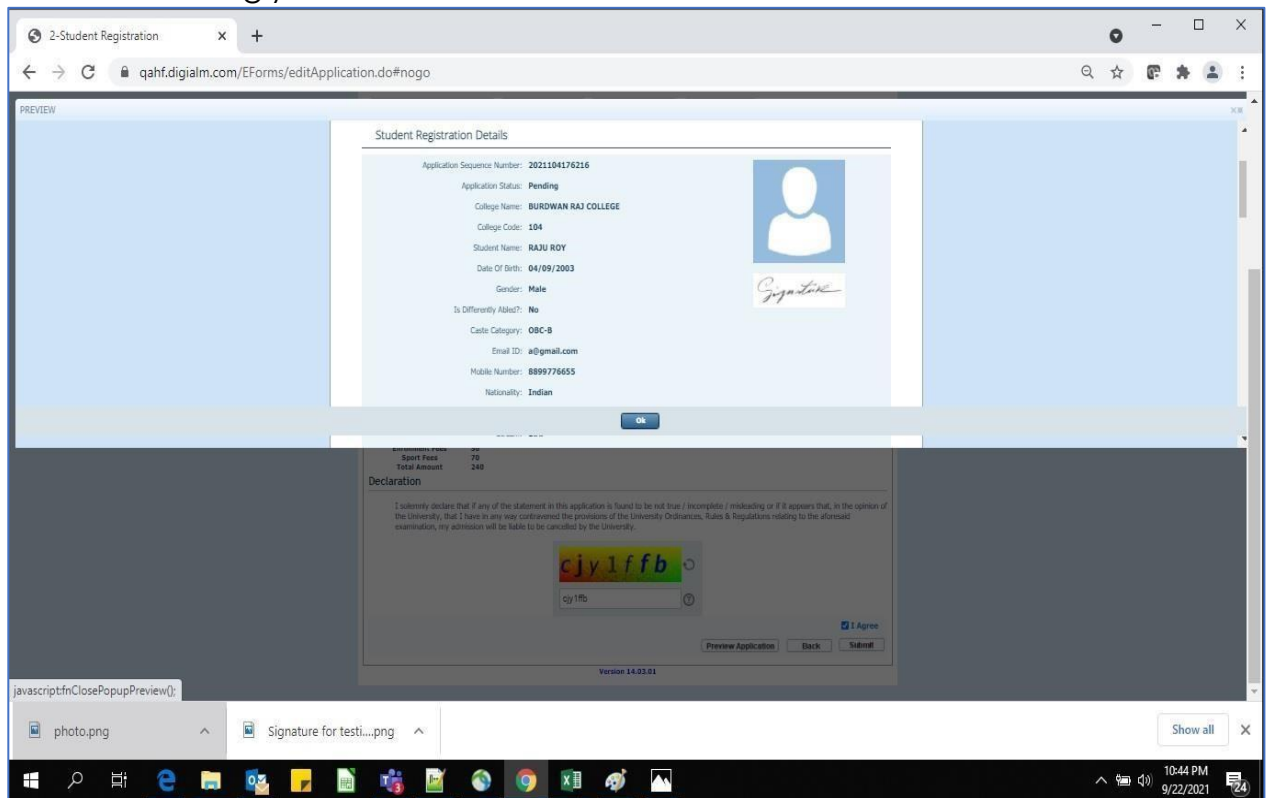 2-Student Registration
qahf.digialm.com/EForms/editApplication.do#nogo
PREVIEW
Student Registration Details
Application Sequence Number: 2021104176216
Application Status: Pending
College Name: BURDWAN RAJ COLLEGE
College Code: 104
Student Name: RAJU ROY
Date Of Birth: 04/09/2003
Gender: Male
Signature
Is Differently Abled?: No
Caste Category: OBC-B
Email ID: a@gmail.com
Mobile Number: 8899776655
Nationality: Indian
Ok
Sport Fees 70
Total Amount 240
Declaration
I solemnly declare that if any of the statement in this application is found to be not true / incomplete / misleading or if it appears that, in the opinion of
the University, that I have in any way contravened the provisions of the University Ordinances, Rules & Regulations relating to the aforesaid
examination, my admission will be liable to be cancelled by the University.
cjy1ffb
cjy1ffb
I Agree
Preview Application Back Submit
Version 14.03.01
javascript:fnClosePopupPreview();
photo.png Signature for testi....png Show all
10:44 PM
9/22/2021
24